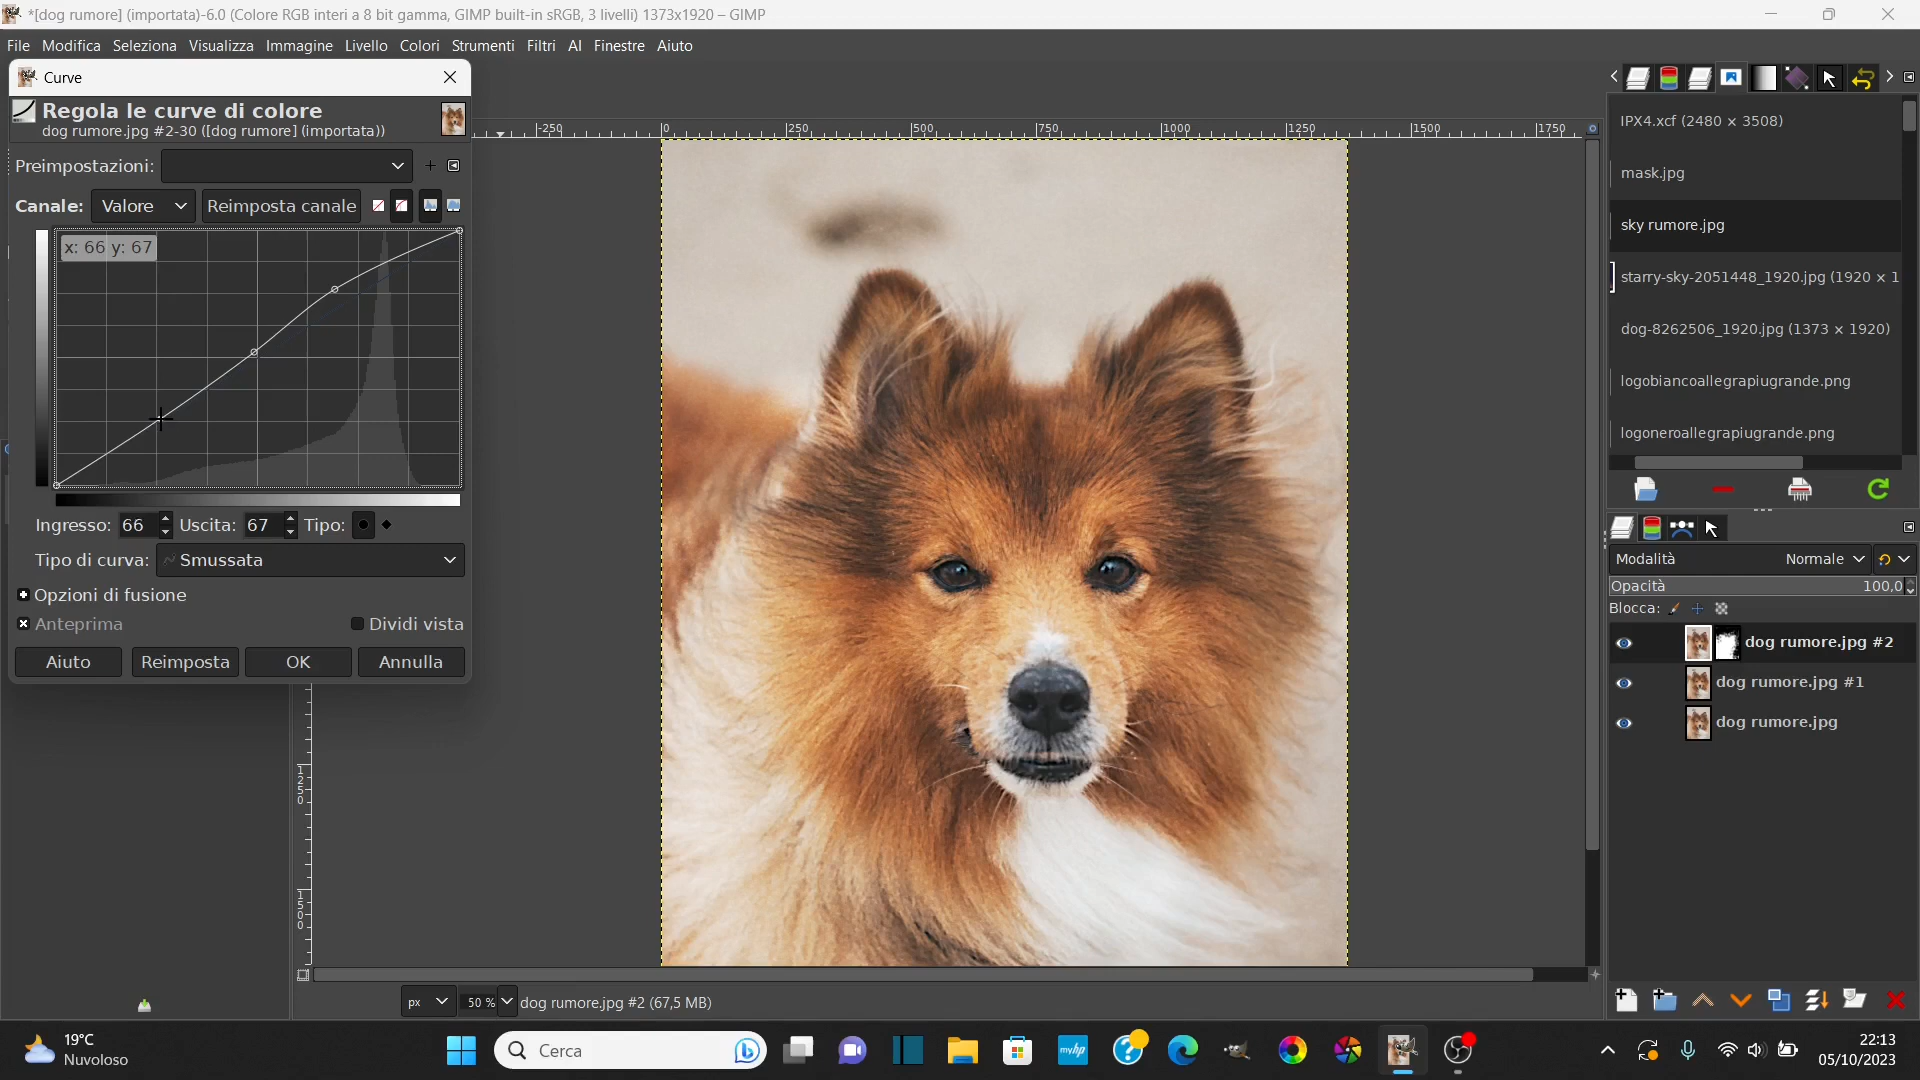 *[dog rumore] (importata)-6.0 (Colore RGB interi a 8 bit gamma, GIMP built-in sRGB, 3 livelli) 1373x1920 – GIMP
File Modifica Seleziona Visualizza Immagine Livello Colori Strumenti Filtri AI Finestre Aiuto
Curve
Regola le curve di colore
dog rumore.jpg #2-30 ([dog rumore] (importata))
Preimpostazioni:
Canale: Valore Reimposta canale
x: 66 y: 67
Ingresso: 66 Uscita: 67 Tipo:
Tipo di curva: Smussata
Opzioni di fusione
Anteprima Dividi vista
Aiuto Reimposta OK Annulla
-250 0 250 500 750 1000 1250 1500 1750
1250
1500
px 50 % dog rumore.jpg #2 (67,5 MB)
IPX4.xcf (2480 × 3508)
mask.jpg
sky rumore.jpg
starry-sky-2051448_1920.jpg (1920 × 1
dog-8262506_1920.jpg (1373 × 1920)
logobiancoallegrapiugrande.png
logoneroallegrapiugrande.png
Modalità Normale
Opacità 100,0
Blocca:
dog rumore.jpg #2
dog rumore.jpg #1
dog rumore.jpg
19°C
Nuvoloso
Cerca
myhp
22:13
05/10/2023